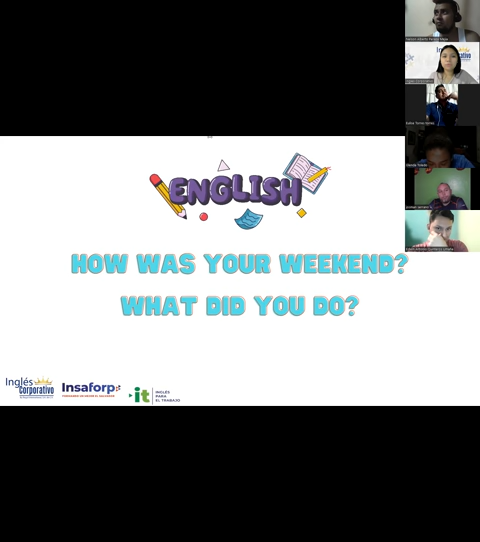 ENGLISH
HOW WAS YOUR WEEKEND?
WHAT DID YOU DO?
Inglés
Corporativo
Insaforp
it
INGLÉS
PARA
EL TRABAJO